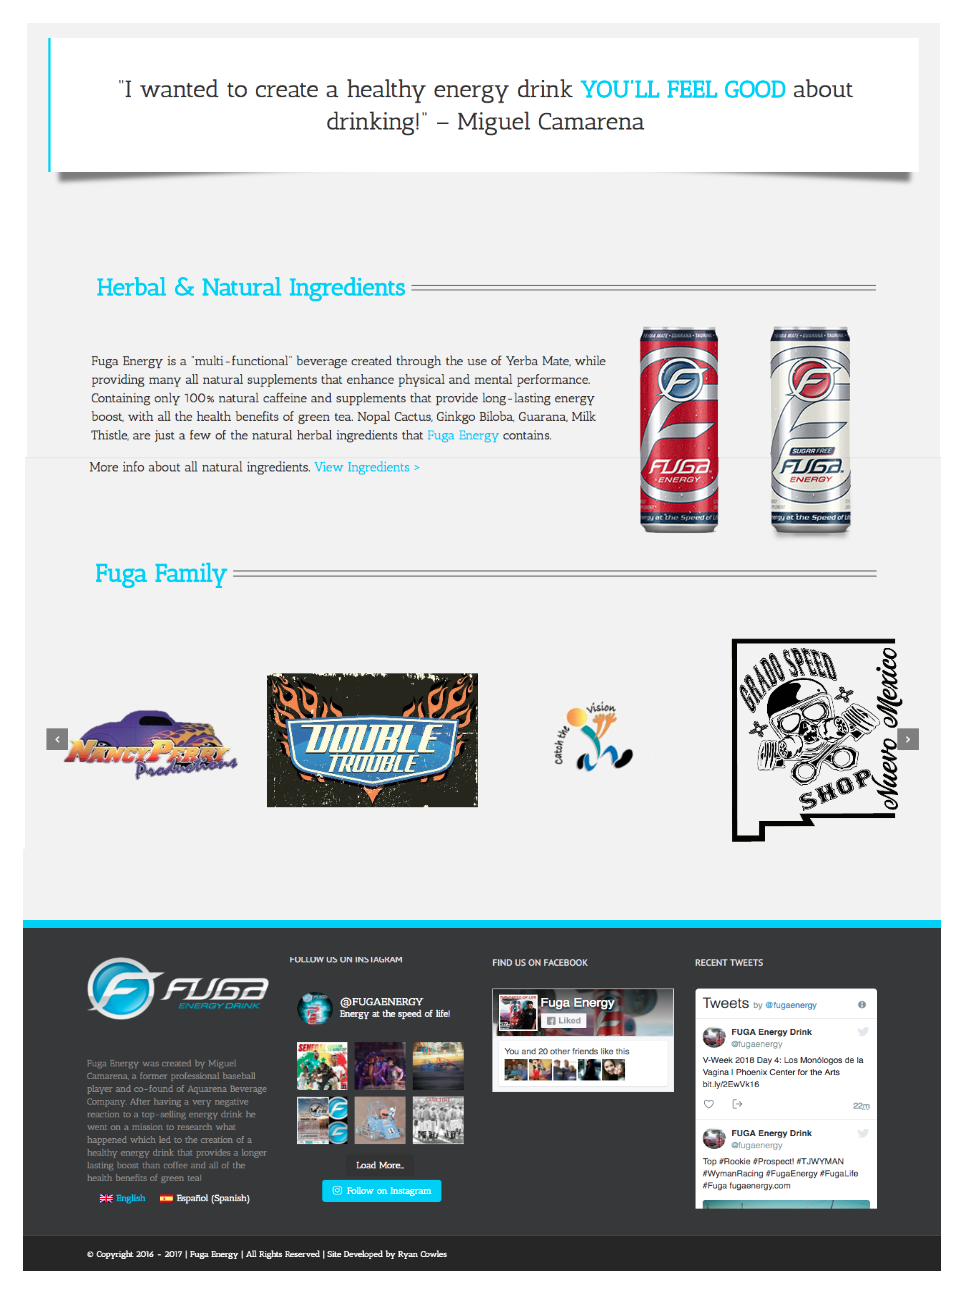 "I wanted to create a healthy energy drink YOU'LL FEEL GOOD about
drinking!" – Miguel Camarena
Herbal & Natural Ingredients
Fuga Energy is a "multi-functional" beverage created through the use of Yerba Mate, while
providing many all natural supplements that enhance physical and mental performance.
Containing only 100% natural caffeine and supplements that provide long-lasting energy
boost, with all the health benefits of green tea. Nopal Cactus, Ginkgo Biloba, Guarana, Milk
Thistle, are just a few of the natural herbal ingredients that Fuga Energy contains.
More info about all natural ingredients. View Ingredients >
FUGA
ENERGY
energy at the Speed of
SUGAR FREE
FUGA
ENERGY
energy at the Speed of
Fuga Family
NANCY PERRY
Productions
DOUBLE
TROUBLE
catch the
vision
GRADO SPEED
SHOP
Nuevo Mexico
FUGA
ENERGY DRINK
Fuga Energy was created by Miguel
Camarena, a former professional baseball
player and co-found of Aquarena Beverage
Company. After having a very negative
reaction to a top-selling energy drink he
went on a mission to research what
happened which led to the creation of a
healthy energy drink that provides a longer
lasting boost than coffee and all of the
health benefits of green tea!
English Español (Spanish)
FOLLOW US ON INSTAGRAM
@FUGAENERGY
Energy at the speed of life!
Load More...
Follow on Instagram
FIND US ON FACEBOOK
Fuga Energy
Liked
You and 20 other friends like this
RECENT TWEETS
Tweets by @fugaenergy
FUGA Energy Drink
@fugaenergy
V-Week 2018 Day 4: Los Monólogos de la
Vagina | Phoenix Center for the Arts
bit.ly/2EwVk16
22m
FUGA Energy Drink
@fugaenergy
Top #Rookie #Prospect! #TJWYMAN
#WymanRacing #FugaEnergy #FugaLife
#Fuga fugaenergy.com
© Copyright 2016 - 2017 | Fuga Energy | All Rights Reserved | Site Developed by Ryan Cowles